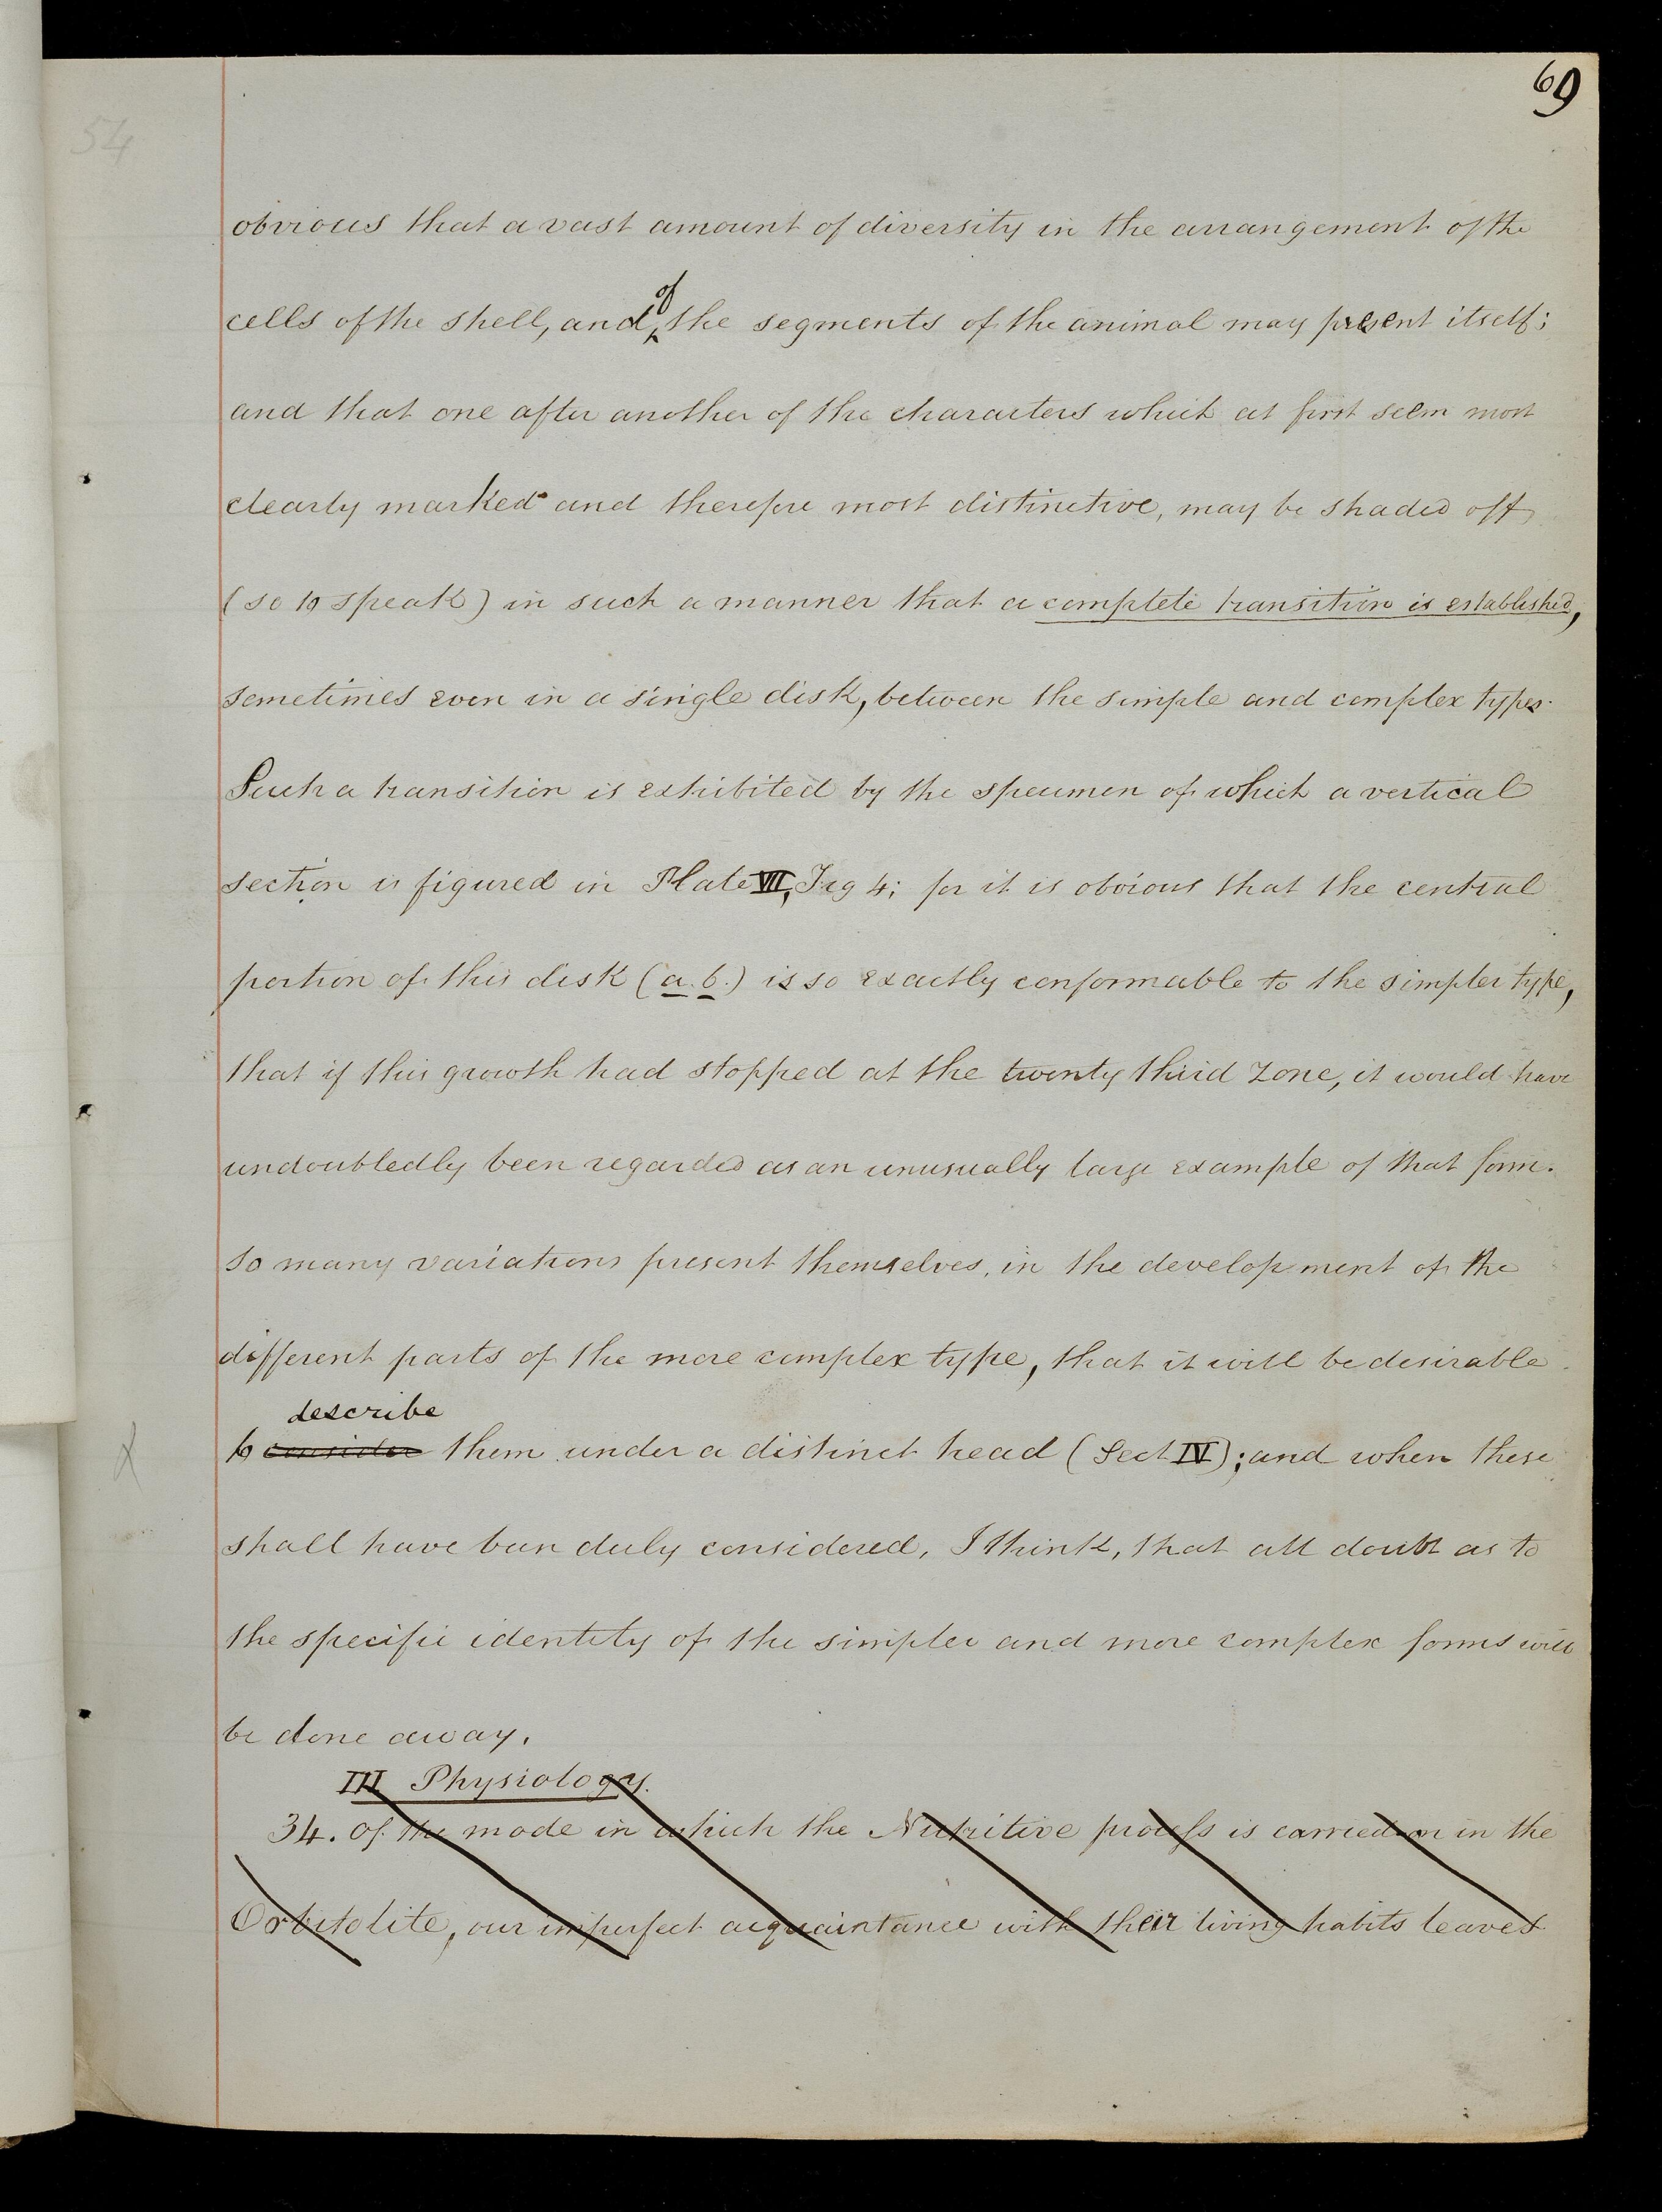 69
54
obvious that a vast amount of diversity in the arrangement of the
of
cells of the shell, and the segments of the animal may present itself;
and that one after another of the characters which at first seem most
clearly marked and therefore most distinctive, may be shaded off
(so to speak) in such a manner that a complete transition is established,
sometimes even in a single disk, between the simple and complex types.
Such a transition is exhibited by the specimen of which a vertical
section is figured in Plate VII, Fig 4; for it is obvious that the central
portion of this disk (a. b.) is so exactly conformable to the simpler type,
that if this growth had stopped at the twenty third zone, it would have
undoubtedly been regarded as an unusually large example of that form.
So many variations present themselves, in the development of the
different parts of the more complex type, that it will be desirable
describe
to consider them under a distinct head (Sect IV); and when these
shall have been duly considered, I think, that all doubt as to
the specific identity of the simpler and more complex forms will
be done away.
III Physiology.
34. Of the mode in which the Nutritive process is carried on in the
Orbitolite, our imperfect acquaintance with their living habits leaves